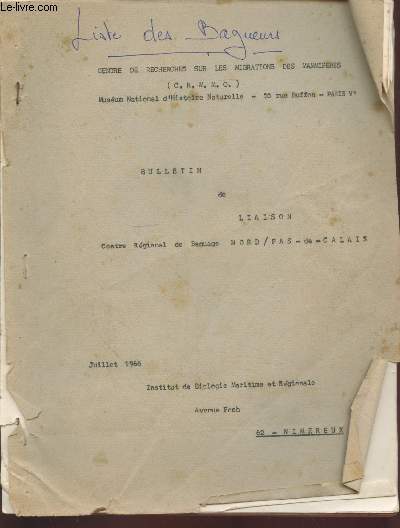 Le-livre.com
Liste des Bagueurs
CENTRE DE RECHERCHES SUR LES MIGRATIONS DES MAMMIFERES
( C. R. M. M. O. )
Muséum National d'Histoire Naturelle - 55 rue Buffon - PARIS V°
BULLETIN
de
LIAISON
Centre Régional de Baguage NORD/PAS-de-CALAIS
Juillet 1966
Institut de Biologie Maritime et Régionale
Avenue Foch
62 - WIMEREUX